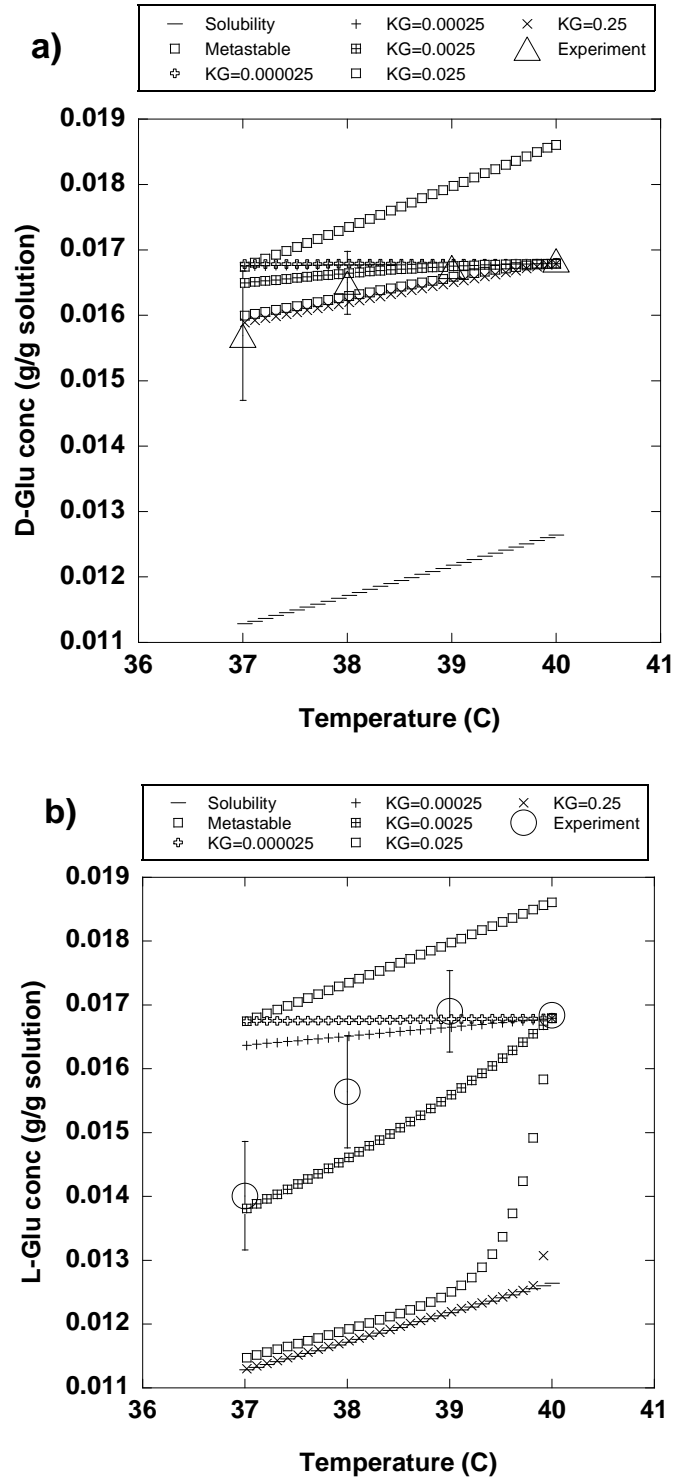 a)
Solubility KG=0.00025 KG=0.25
Metastable KG=0.0025 Experiment
KG=0.000025 KG=0.025
0.019
0.018
0.017
0.016
0.015
0.014
0.013
0.012
0.011
D-Glu conc (g/g solution)
36 37 38 39 40 41
Temperature (C)
b)
Solubility KG=0.00025 KG=0.25
Metastable KG=0.0025 Experiment
KG=0.000025 KG=0.025
0.019
0.018
0.017
0.016
0.015
0.014
0.013
0.012
0.011
L-Glu conc (g/g solution)
36 37 38 39 40 41
Temperature (C)